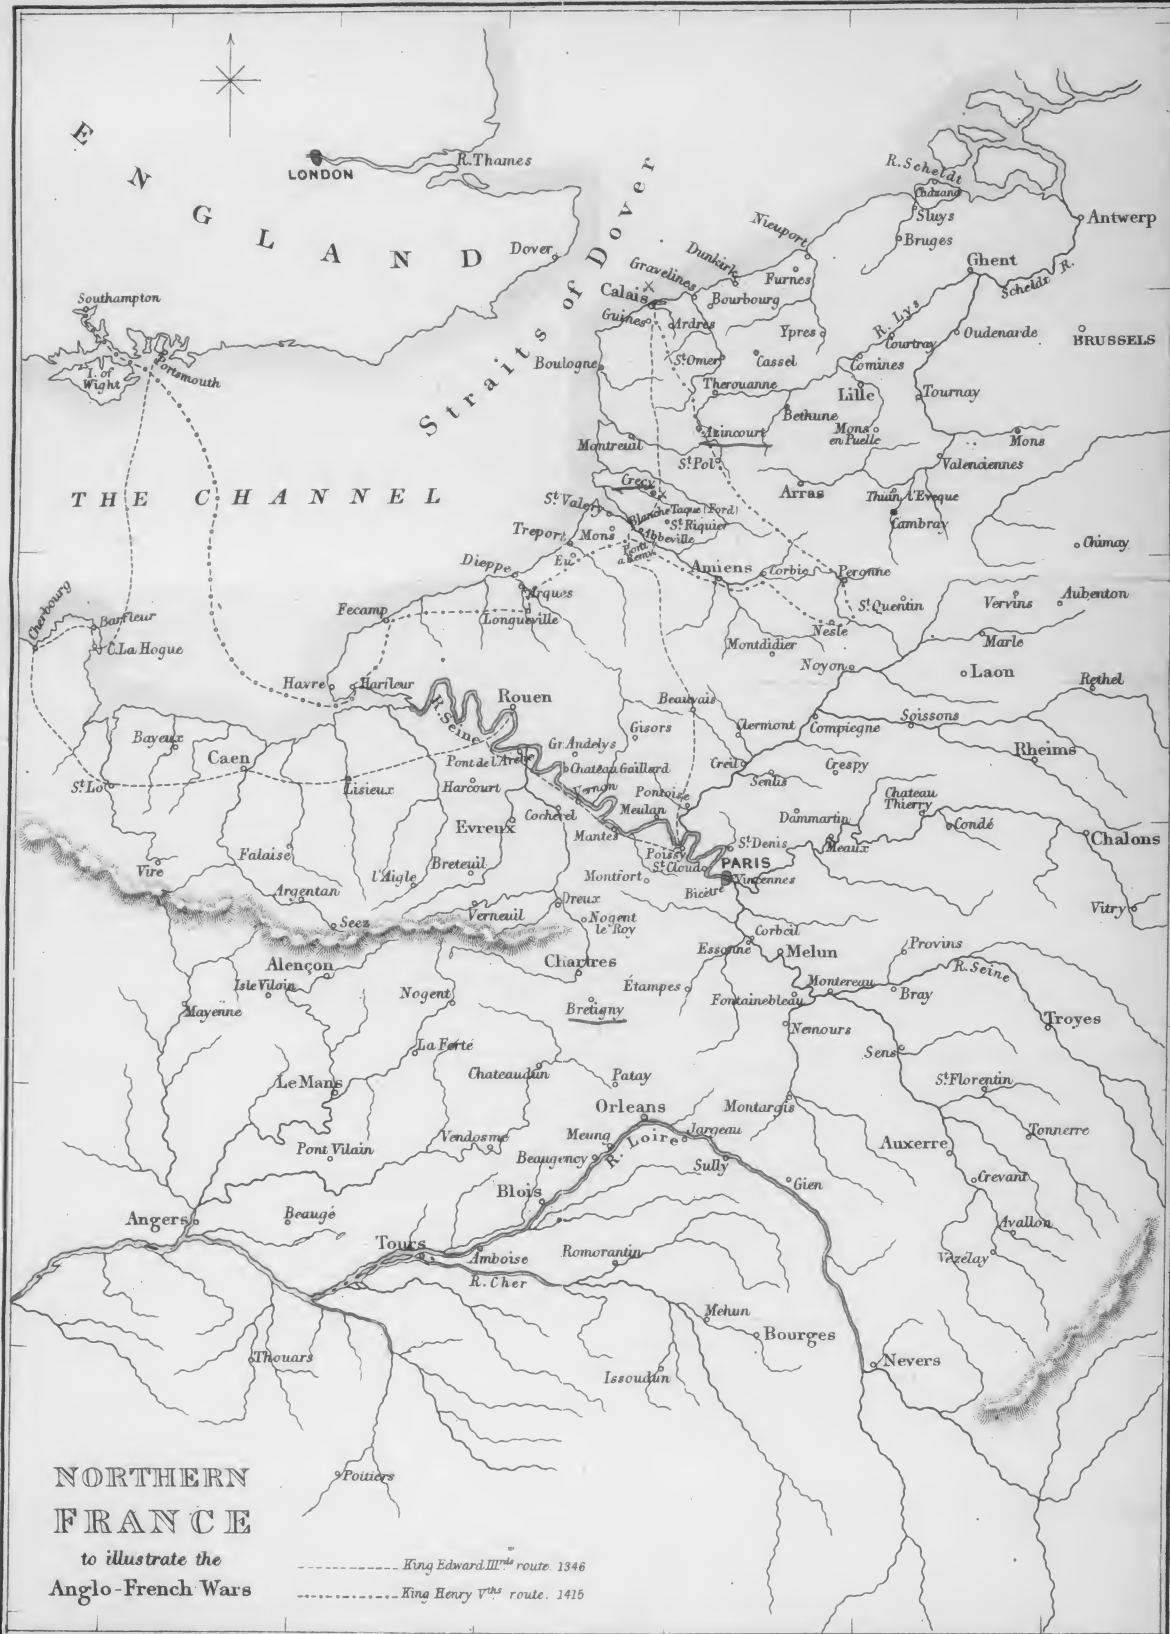 ENGLAND
LONDON
R. Thames
R. Scheldt
Cadzand
Sluys
Antwerp
Bruges
Nieuport
Dover
Straits of Dover
Dunkirk
Gravelines
Furnes
Ghent
Scheldt R.
Calais
Bourbourg
Southampton
Guines
Ardres
Ypres
R. Lys
Courtray
Oudenarde
BRUSSELS
Portsmouth
I. of
Wight
Boulogne
St. Omer
Cassel
Comines
Therouanne
Lille
Tournay
Bethune
Azincourt
Mons
en Puelle
Mons
Montreuil
St. Pol
Valenciennes
THE CHANNEL
Crecy
Arras
Thuin l'Eveque
St. Valery
Blanche Taque (Ford)
St. Riquier
Cambray
Treport
Mons
Abbeville
Pont
a Remy
Chimay
Dieppe
Eu
Amiens
Corbie
Peronne
Cherbourg
Arques
St. Quentin
Vervins
Aubenton
Barfleur
Fecamp
Longueville
Nesle
Marle
C. La Hogue
Montdidier
Noyon
Laon
Rethel
Havre
Harfleur
Rouen
R. Seine
Beauvais
Clermont
Compiegne
Soissons
Bayeux
Gisors
Rheims
Caen
Gr. Andelys
Pont de l'Arche
Chateau Gaillard
Creil
Crespy
St. Lo
Lisieux
Harcourt
Vernon
Pontoise
Senlis
Chateau
Thierry
Cocherel
Meulan
Dammartin
Condé
Evreux
Mantes
St. Denis
Meaux
Chalons
Falaise
Poissy
St. Cloud
PARIS
Vire
Breteuil
l'Aigle
Montfort
Vincennes
Bicetre
Argentan
Dreux
Verneuil
Vitry
Seez
Nogent
le Roy
Corbeil
Essonne
Provins
Melun
Alençon
Chartres
R. Seine
Isle Vilain
Étampes
Montereau
Nogent
Fontainebleau
Bray
Mayenne
Bretigny
Troyes
Nemours
La Ferté
Sens
Chateaudun
Patay
St. Florentin
Le Mans
Orleans
Montargis
Jargeau
Tonnerre
Pont Vilain
Vendosme
Meung
R. Loire
Auxerre
Beaugency
Sully
Blois
Gien
Crevant
Angers
Beaugé
Avallon
Tours
Amboise
Romorantin
Vezelay
R. Cher
Mehun
Bourges
Thouars
Issoudun
Nevers
NORTHERN
FRANCE
to illustrate the
Anglo-French Wars
Poitiers
King Edward IIIrds route. 1346
King Henry Vths route. 1415